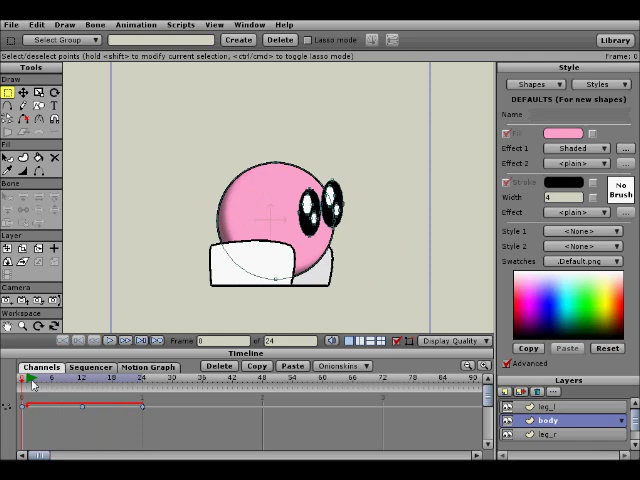 File Edit Draw Bone Animation Scripts View Window Help
Select Group Create Delete Lasso mode Library
Select/deselect points (hold <shift> to modify current selection, <ctrl/cmd> to toggle lasso mode) Frame: 0
Tools
Draw
T
Fill
Bone
Layer
Camera
Workspace
Style
Shapes Styles
DEFAULTS (For new shapes)
Name
Fill
Effect 1 Shaded ...
Effect 2 <plain> ...
Stroke
No Brush
Width 4
Effect <plain> ...
Style 1 <None>
Style 2 <None>
Swatches .Default.png
Copy Paste Reset
Advanced
Layers
leg_l
body
leg_r
Frame 0 of 24 Display Quality
Timeline
Channels Sequencer Motion Graph Delete Copy Paste Onionskins
0 6 12 18 24 30 36 42 48 54 60 66 72 78 84 90
0 1 2 3